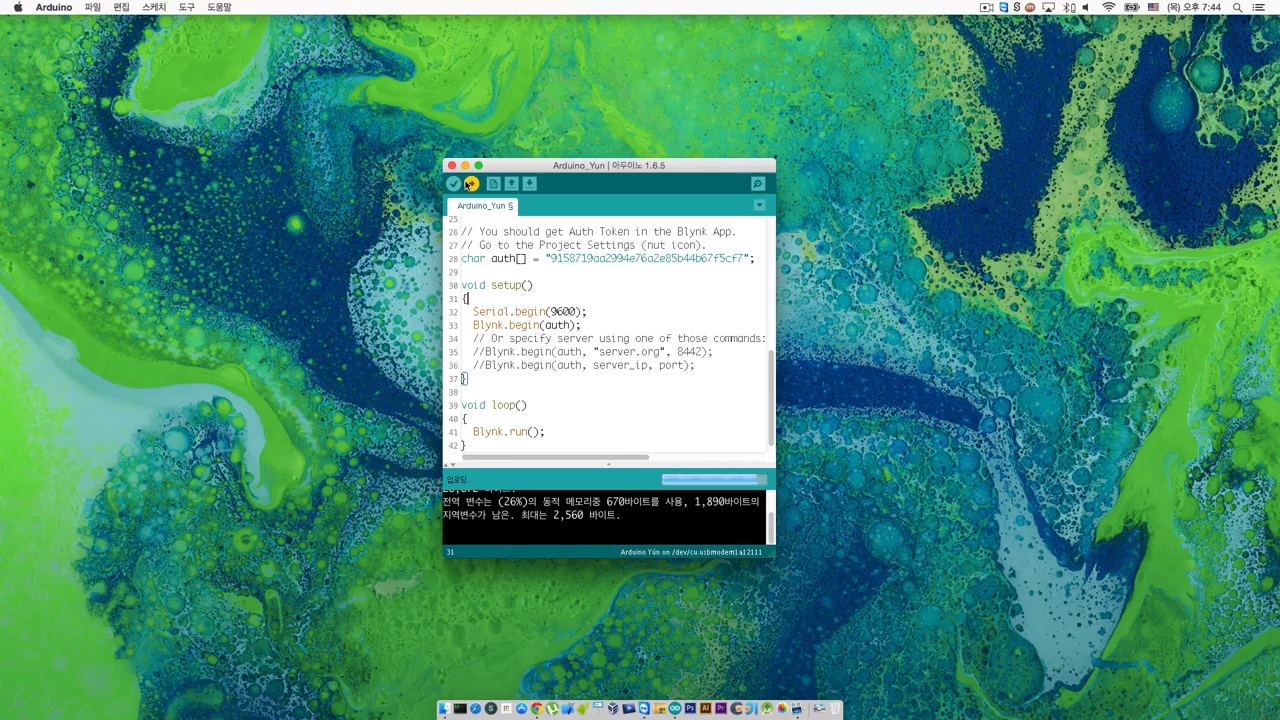 Arduino 파일 편집 스케치 도구 도움말
(목) 오후 7:44
Arduino_Yun | 아두이노 1.6.5
Arduino_Yun §
25
26 // You should get Auth Token in the Blynk App.
27 // Go to the Project Settings (nut icon).
28 char auth[] = "9158719aa2994e76a2e85b44b67f5cf7";
29
30 void setup()
31 {
32 Serial.begin(9600);
33 Blynk.begin(auth);
34 // Or specify server using one of those commands:
35 //Blynk.begin(auth, "server.org", 8442);
36 //Blynk.begin(auth, server_ip, port);
37 }
38
39 void loop()
40 {
41 Blynk.run();
42 }
업로딩...
전역 변수는 (26%)의 동적 메모리중 670바이트를 사용, 1,890바이트의
지역변수가 남음. 최대는 2,560 바이트.
31 Arduino Yún on /dev/cu.usbmodem1a12111